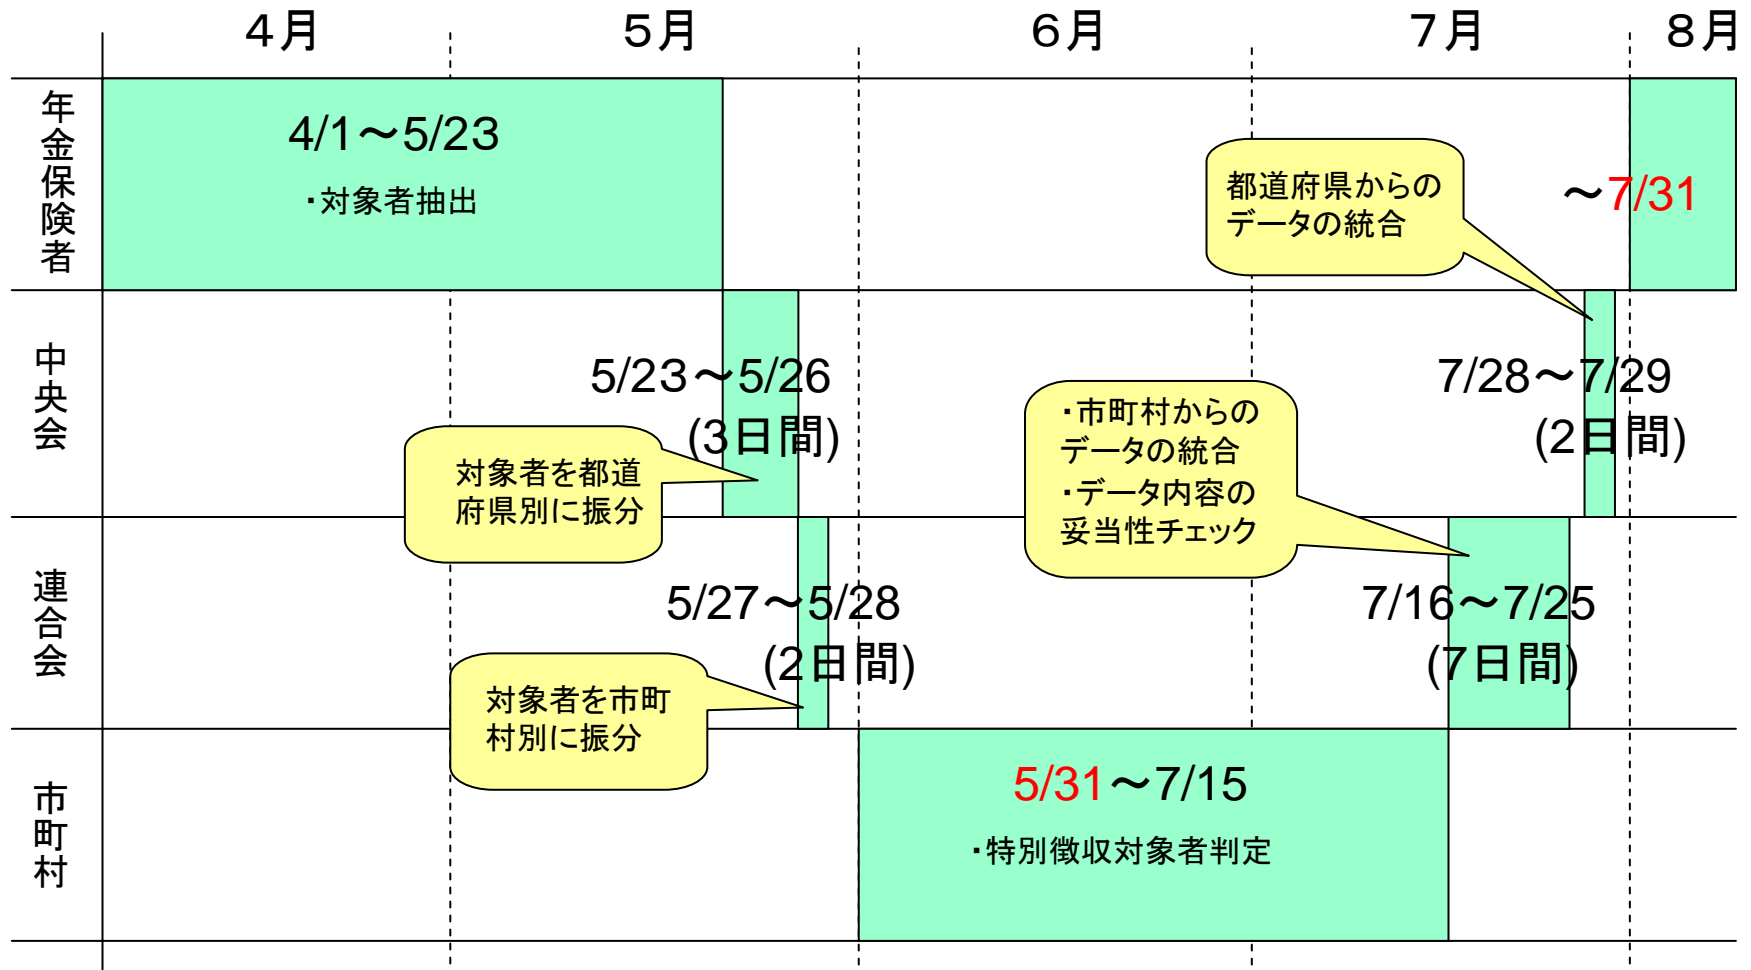 ４月
５月
６月
７月
８月
年金保険者
4/1～5/23
・対象者抽出
都道府県からの
データの統合
～7/31
中央会
5/23～5/26
(3日間)
対象者を都道
府県別に振分
・市町村からの
データの統合
・データ内容の
妥当性チェック
7/28～7/29
(2日間)
連合会
5/27～5/28
(2日間)
対象者を市町
村別に振分
7/16～7/25
(7日間)
市町村
5/31～7/15
・特別徴収対象者判定